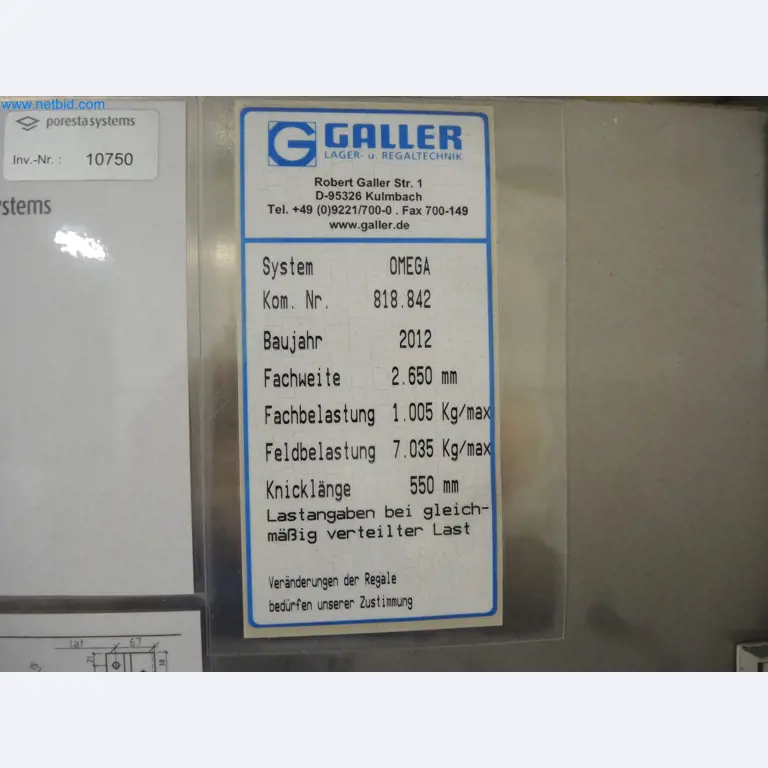 www.netbid.com
porestasystems
Inv.-Nr. : 10750
stems
GALLER
LAGER- u. REGALTECHNIK
Robert Galler Str. 1
D-95326 Kulmbach
Tel. +49 (0)9221/700-0 . Fax 700-149
www.galler.de
System OMEGA
Kom. Nr. 818.842
Baujahr 2012
Fachweite 2.650 mm
Fachbelastung 1.005 Kg/max
Feldbelastung 7.035 Kg/max
Knicklänge 550 mm
Lastangaben bei gleich-
mäßig verteilter Last
Veränderungen der Regale
bedürfen unserer Zustimmung
67